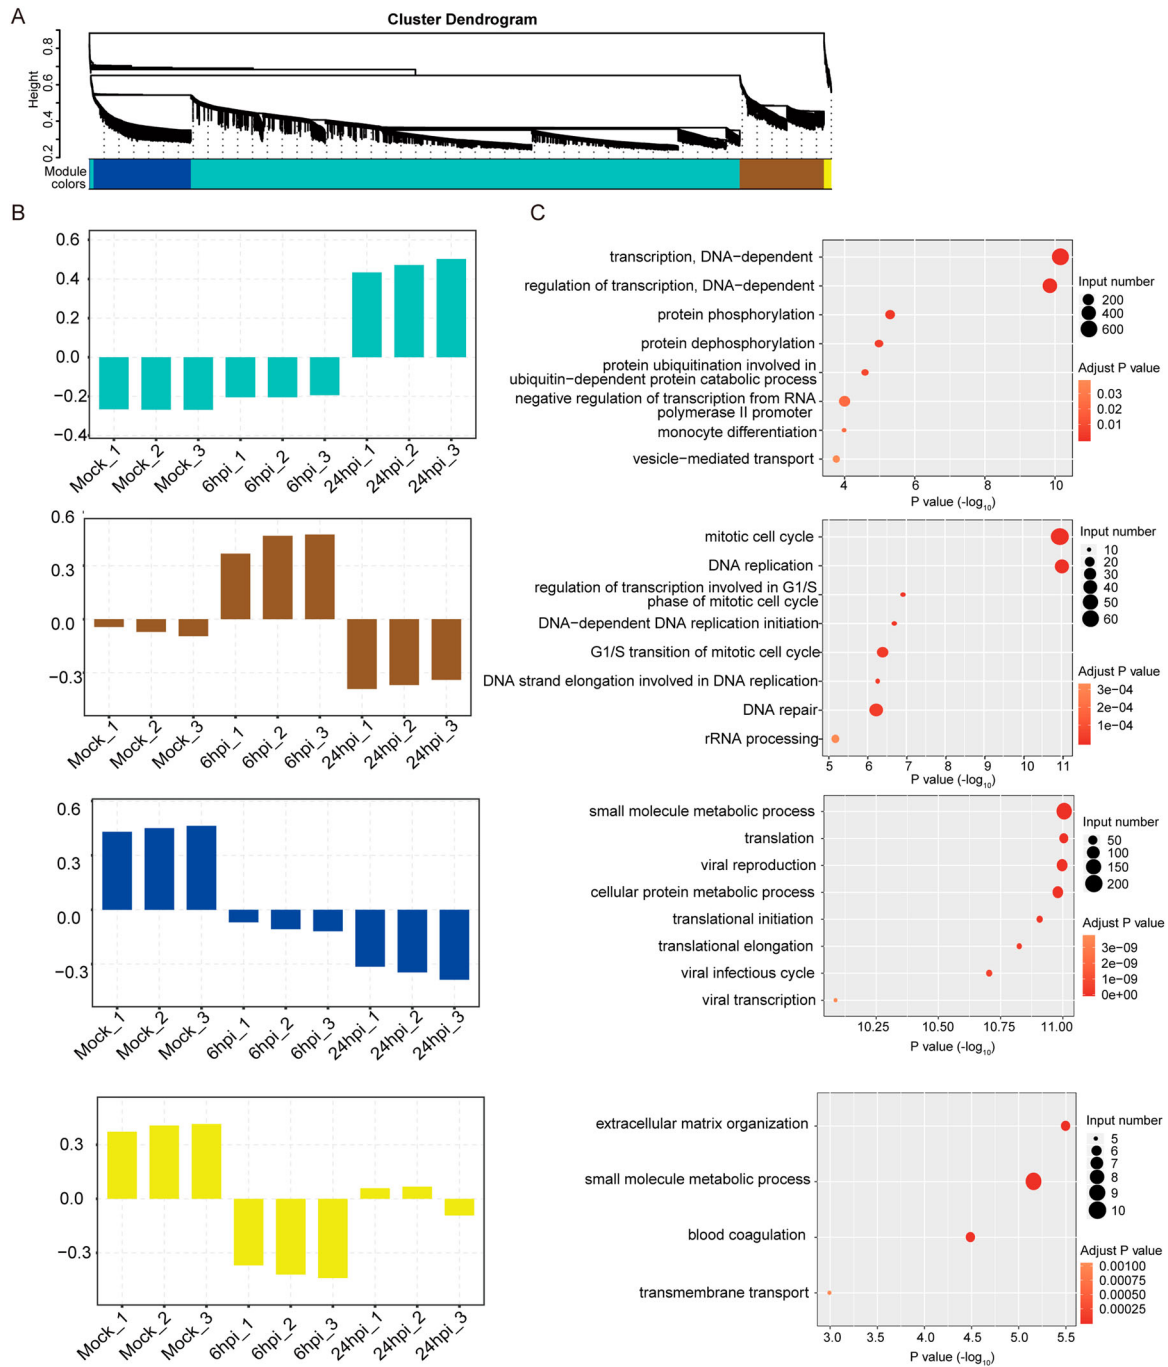 A
Cluster Dendrogram
Height
0.8
0.6
0.4
0.2
Module
colors
B
0.6
0.4
0.2
0.0
−0.2
−0.4
Mock_1
Mock_2
Mock_3
6hpi_1
6hpi_2
6hpi_3
24hpi_1
24hpi_2
24hpi_3
0.6
0.3
0.0
−0.3
Mock_1
Mock_2
Mock_3
6hpi_1
6hpi_2
6hpi_3
24hpi_1
24hpi_2
24hpi_3
0.6
0.3
0.0
−0.3
Mock_1
Mock_2
Mock_3
6hpi_1
6hpi_2
6hpi_3
24hpi_1
24hpi_2
24hpi_3
0.3
0.0
−0.3
Mock_1
Mock_2
Mock_3
6hpi_1
6hpi_2
6hpi_3
24hpi_1
24hpi_2
24hpi_3
C
transcription, DNA−dependent
regulation of transcription, DNA−dependent
protein phosphorylation
protein dephosphorylation
protein ubiquitination involved in
ubiquitin−dependent protein catabolic process
negative regulation of transcription from RNA
polymerase II promoter
monocyte differentiation
vesicle−mediated transport
4 6 8 10
P value (-log10)
Input number
200
400
600
Adjust P value
0.03
0.02
0.01
mitotic cell cycle
DNA replication
regulation of transcription involved in G1/S
phase of mitotic cell cycle
DNA−dependent DNA replication initiation
G1/S transition of mitotic cell cycle
DNA strand elongation involved in DNA replication
DNA repair
rRNA processing
5 6 7 8 9 10 11
P value (-log10)
Input number
10
20
30
40
50
60
Adjust P value
3e−04
2e−04
1e−04
small molecule metabolic process
translation
viral reproduction
cellular protein metabolic process
translational initiation
translational elongation
viral infectious cycle
viral transcription
10.25 10.50 10.75 11.00
P value (-log10)
Input number
50
100
150
200
Adjust P value
3e−09
2e−09
1e−09
0e+00
extracellular matrix organization
small molecule metabolic process
blood coagulation
transmembrane transport
3.0 3.5 4.0 4.5 5.0 5.5
P value (-log10)
Input number
5
6
7
8
9
10
Adjust P value
0.00100
0.00075
0.00050
0.00025